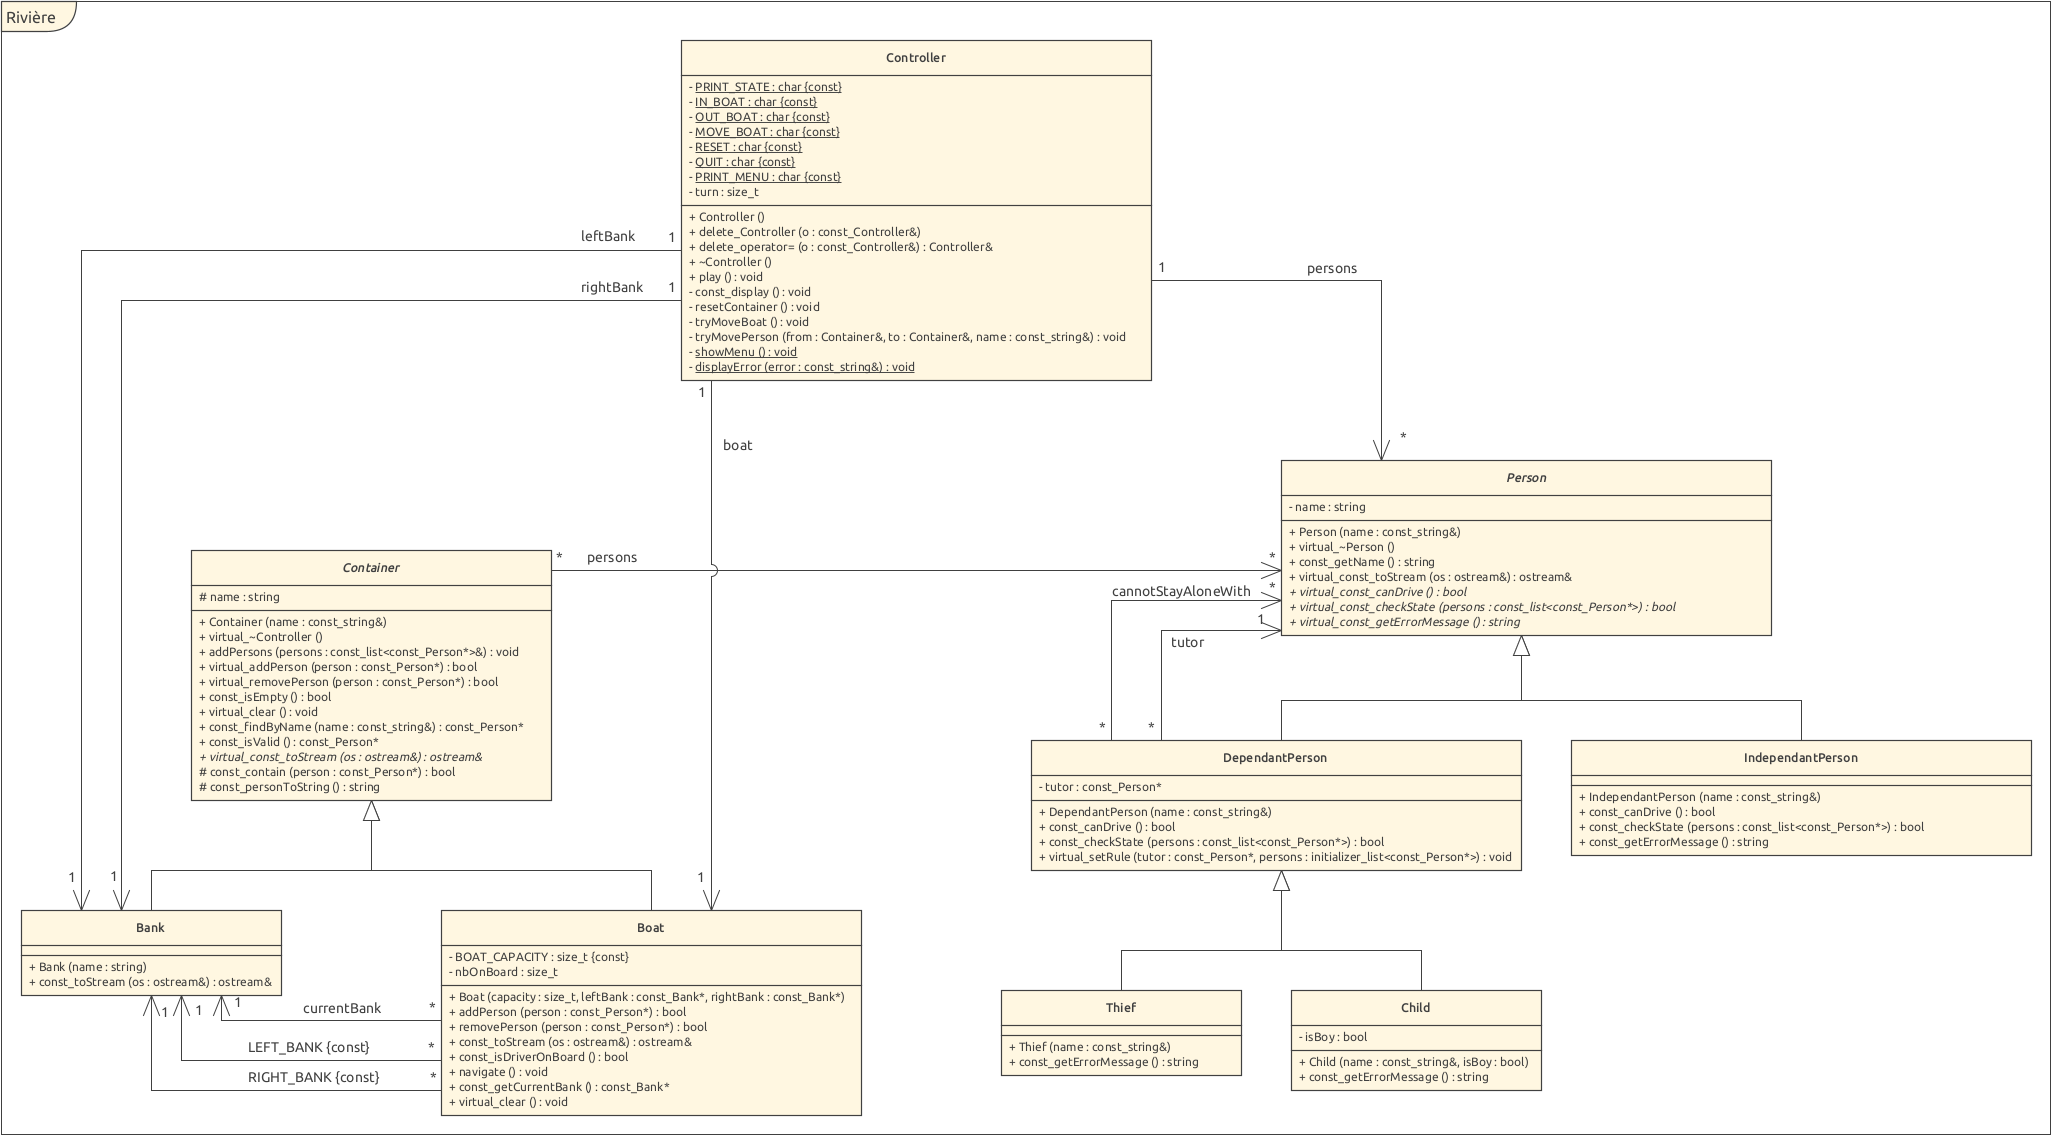 Rivière
Controller
- PRINT_STATE : char {const}
- IN_BOAT : char {const}
- OUT_BOAT : char {const}
- MOVE_BOAT : char {const}
- RESET : char {const}
- QUIT : char {const}
- PRINT_MENU : char {const}
- turn : size_t
+ Controller ()
+ delete_Controller (o : const_Controller&)
+ delete_operator= (o : const_Controller&) : Controller&
+ ~Controller ()
+ play () : void
- const_display () : void
- resetContainer () : void
- tryMoveBoat () : void
- tryMovePerson (from : Container&, to : Container&, name : const_string&) : void
- showMenu () : void
- displayError (error : const_string&) : void
leftBank 1
rightBank 1
1 persons
*
1
boat
Person
- name : string
+ Person (name : const_string&)
+ virtual_~Person ()
+ const_getName () : string
+ virtual_const_toStream (os : ostream&) : ostream&
+ virtual_const_canDrive () : bool
+ virtual_const_checkState (persons : const_list<const_Person*>) : bool
+ virtual_const_getErrorMessage () : string
* persons *
cannotStayAloneWith *
1
tutor
* *
Container
# name : string
+ Container (name : const_string&)
+ virtual_~Controller ()
+ addPersons (persons : const_list<const_Person*>&) : void
+ virtual_addPerson (person : const_Person*) : bool
+ virtual_removePerson (person : const_Person*) : bool
+ const_isEmpty () : bool
+ virtual_clear () : void
+ const_findByName (name : const_string&) : const_Person*
+ const_isValid () : const_Person*
+ virtual_const_toStream (os : ostream&) : ostream&
# const_contain (person : const_Person*) : bool
# const_personToString () : string
DependantPerson
- tutor : const_Person*
+ DependantPerson (name : const_string&)
+ const_canDrive () : bool
+ const_checkState (persons : const_list<const_Person*>) : bool
+ virtual_setRule (tutor : const_Person*, persons : initializer_list<const_Person*>) : void
IndependantPerson
+ IndependantPerson (name : const_string&)
+ const_canDrive () : bool
+ const_checkState (persons : const_list<const_Person*>) : bool
+ const_getErrorMessage () : string
1 1 1
Bank
+ Bank (name : string)
+ const_toStream (os : ostream&) : ostream&
Boat
- BOAT_CAPACITY : size_t {const}
- nbOnBoard : size_t
+ Boat (capacity : size_t, leftBank : const_Bank*, rightBank : const_Bank*)
+ addPerson (person : const_Person*) : bool
+ removePerson (person : const_Person*) : bool
+ const_toStream (os : ostream&) : ostream&
+ const_isDriverOnBoard () : bool
+ navigate () : void
+ const_getCurrentBank () : const_Bank*
+ virtual_clear () : void
1 1 1
currentBank *
LEFT_BANK {const} *
RIGHT_BANK {const} *
Thief
+ Thief (name : const_string&)
+ const_getErrorMessage () : string
Child
- isBoy : bool
+ Child (name : const_string&, isBoy : bool)
+ const_getErrorMessage () : string